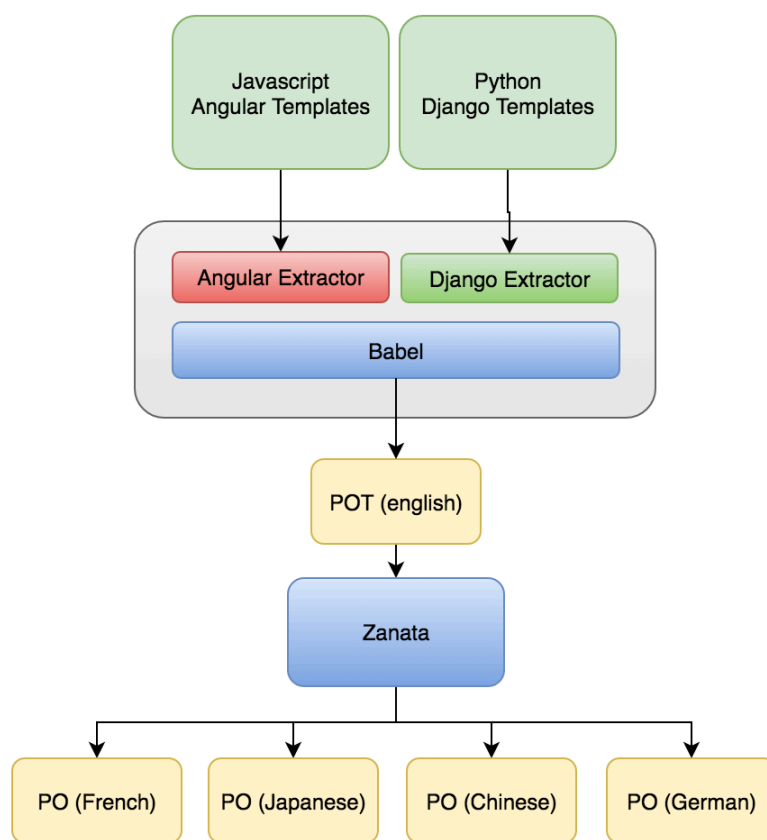 Javascript
Angular Templates
Python
Django Templates
Angular Extractor
Django Extractor
Babel
POT (english)
Zanata
PO (French)
PO (Japanese)
PO (Chinese)
PO (German)